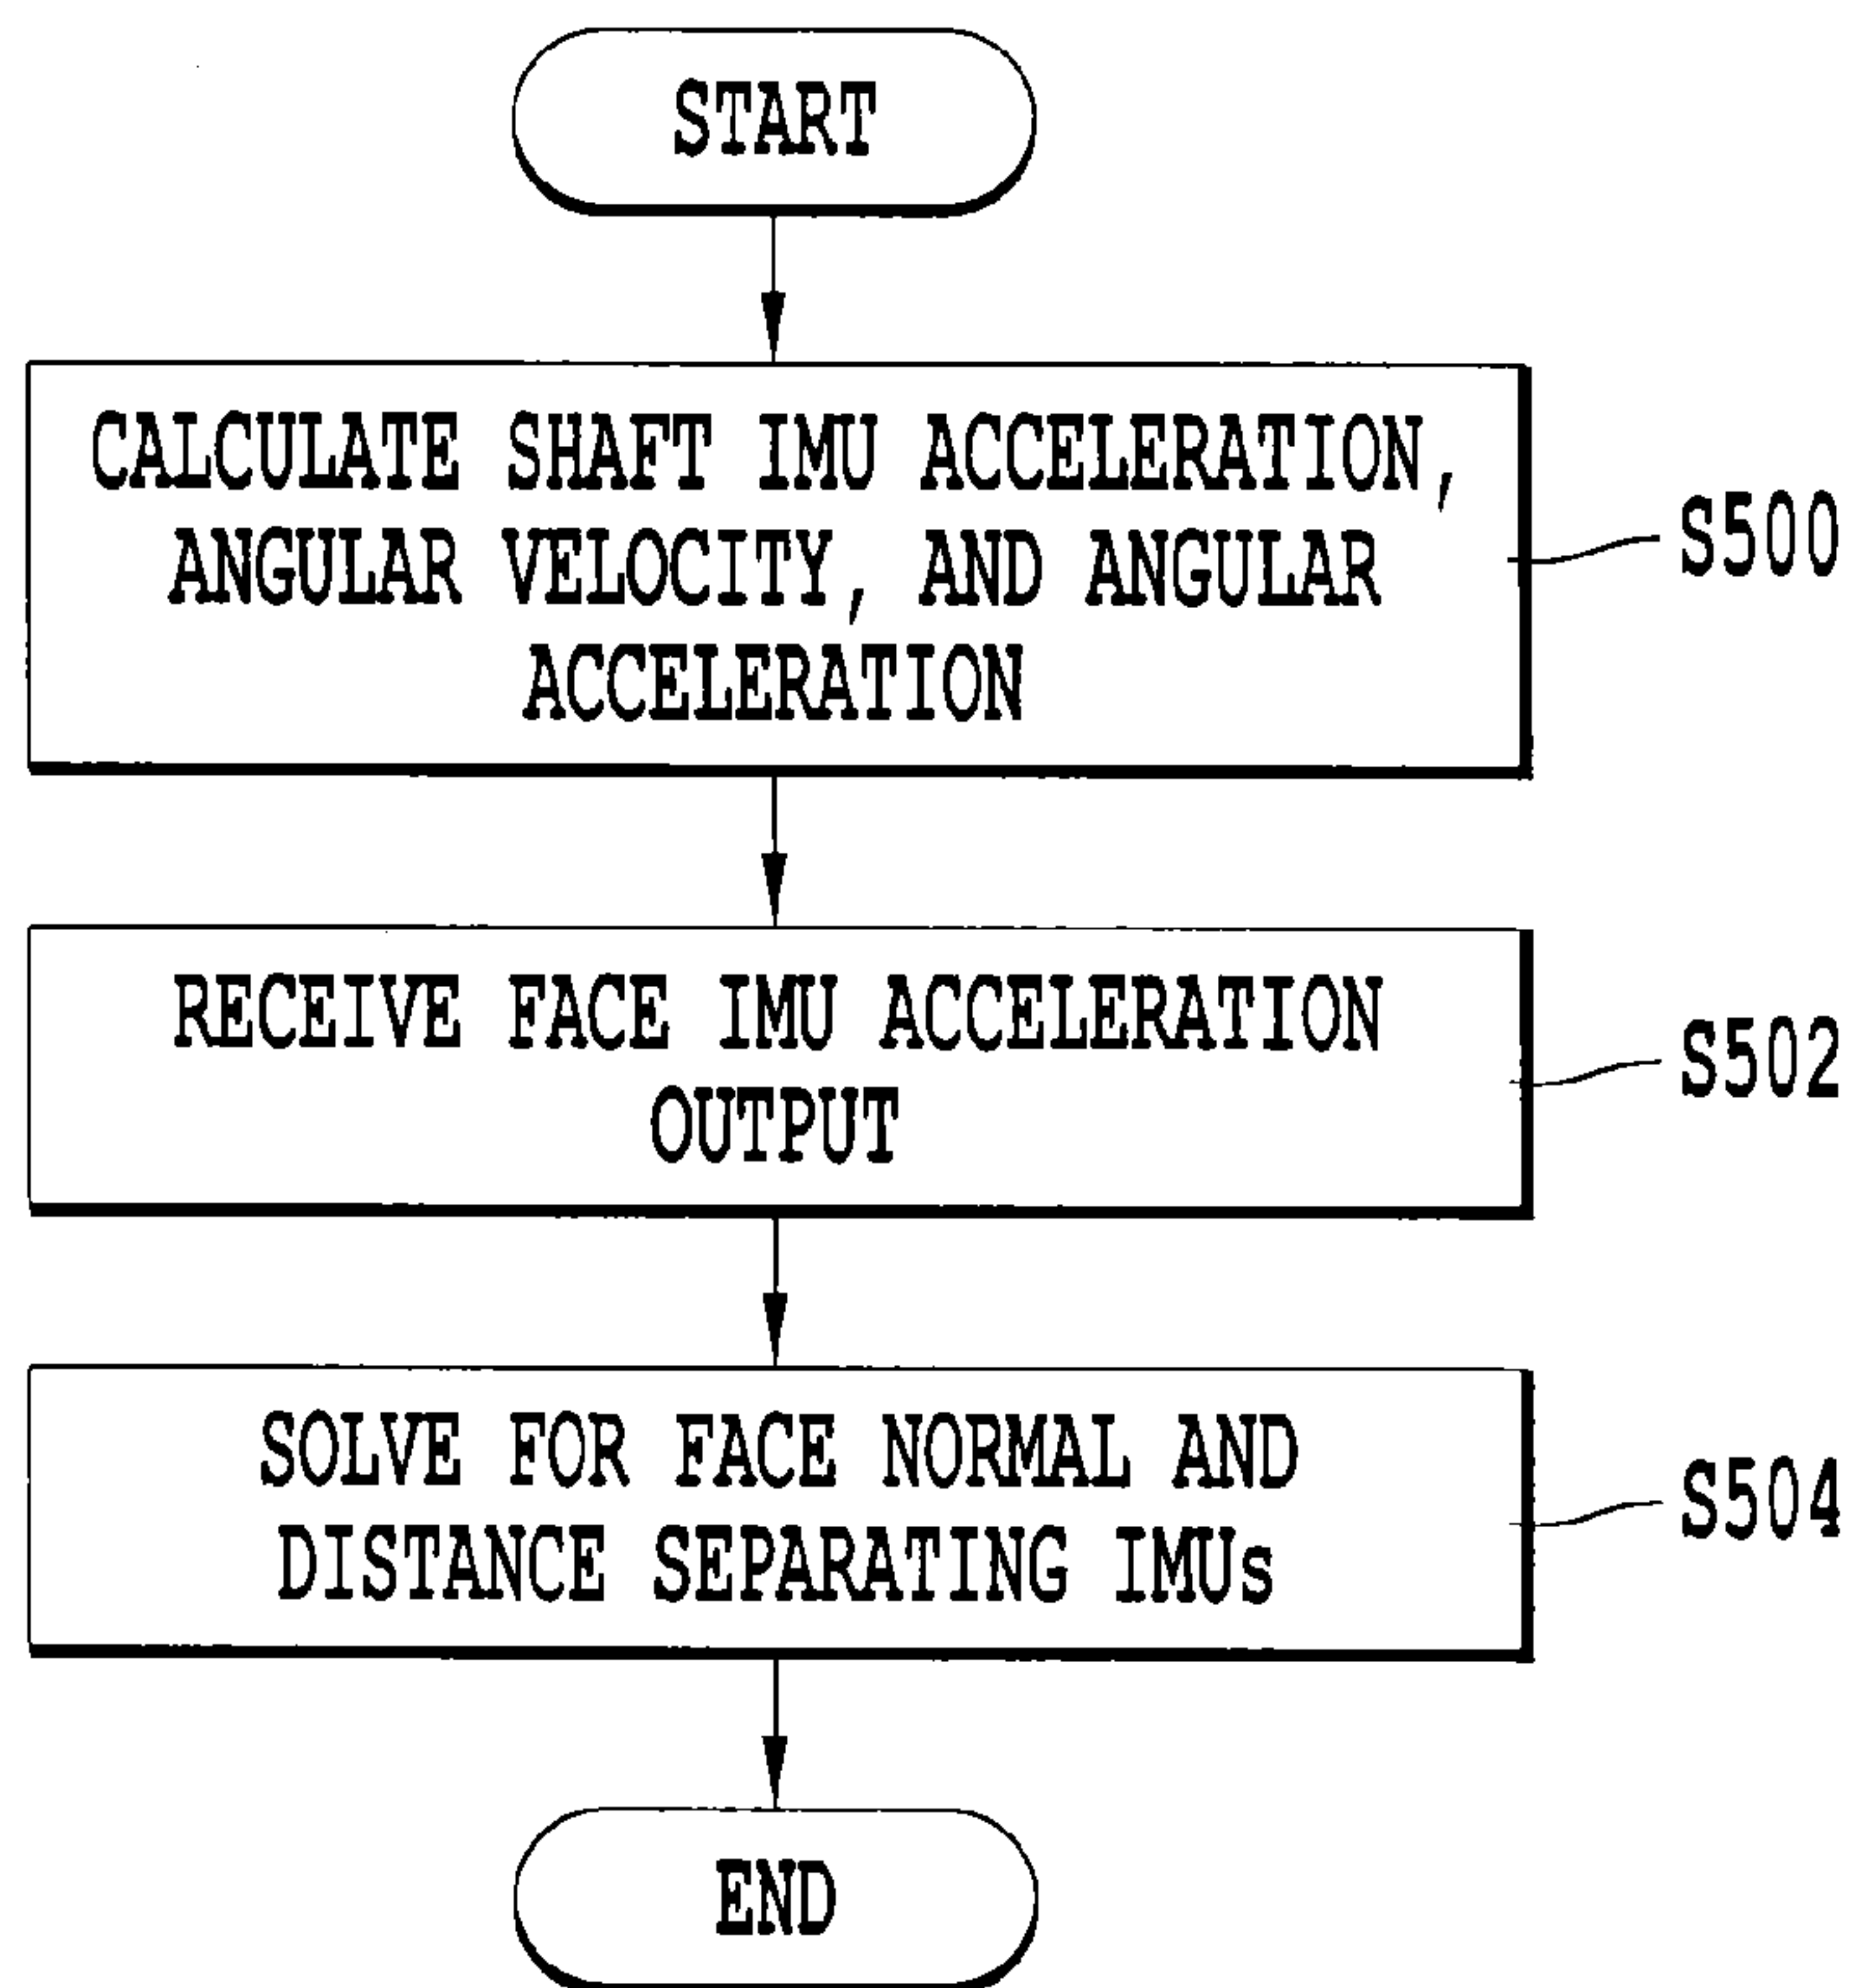 START
CALCULATE SHAFT IMU ACCELERATION,
ANGULAR VELOCITY, AND ANGULAR
ACCELERATION
S500
RECEIVE FACE IMU ACCELERATION
OUTPUT
S502
SOLVE FOR FACE NORMAL AND
DISTANCE SEPARATING IMUs
S504
END